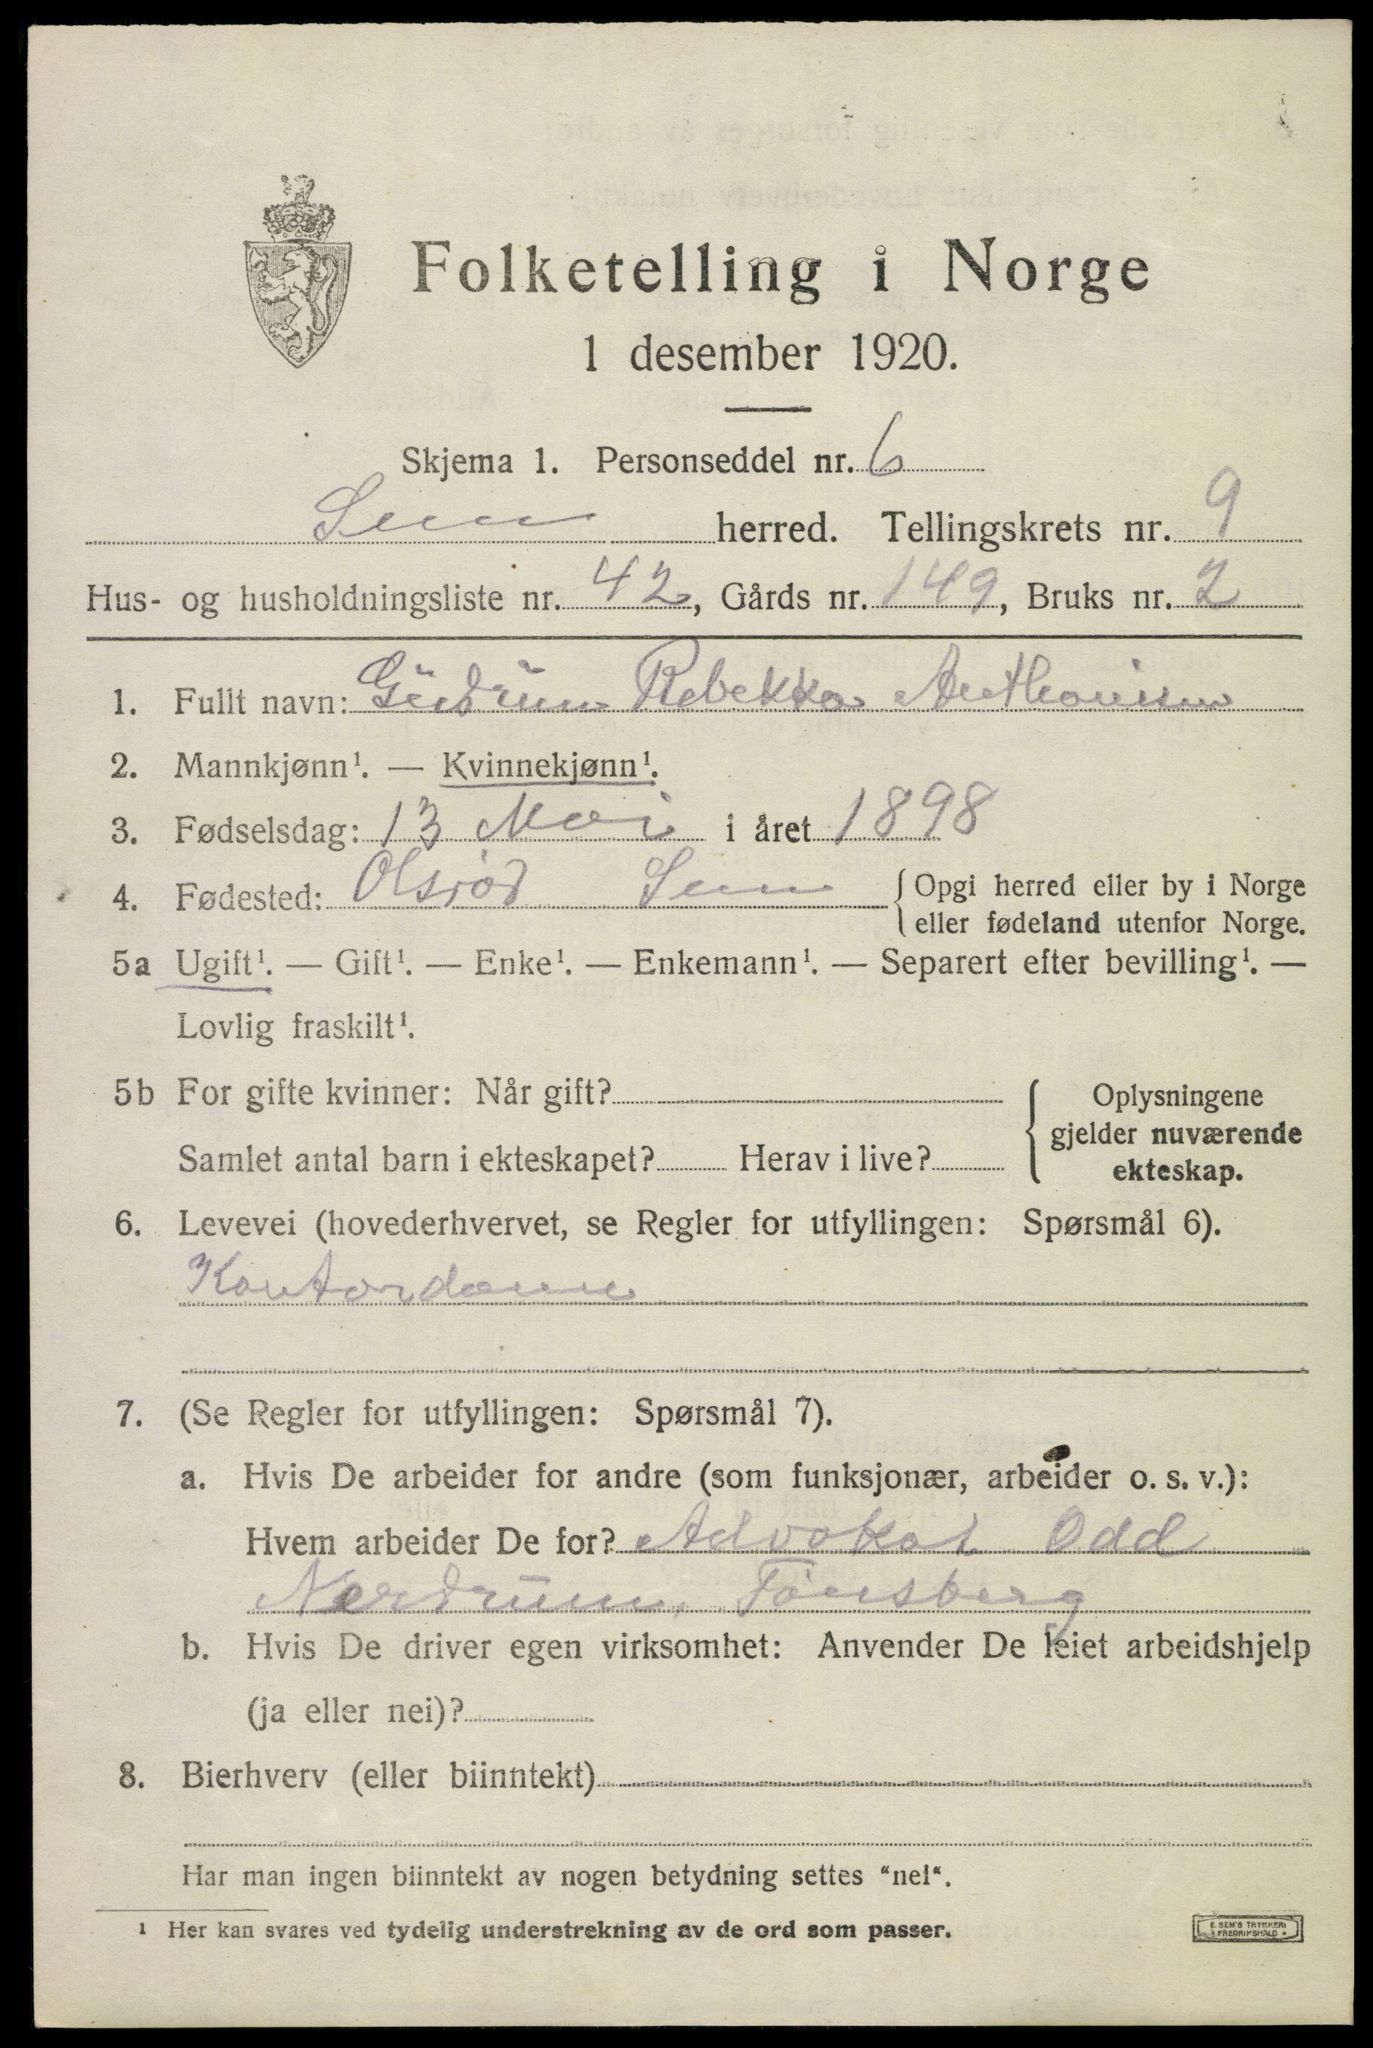 Folketelling i Norge
1 desember 1920.
Skjema 1. Personseddel nr. 6
Sem herred. Tellingskrets nr. 9
Hus- og husholdningsliste nr. 42, Gårds nr. 149, Bruks nr. 2
1. Fullt navn: Gudrun Rebekka Anthonisen
2. Mannkjønn¹. — Kvinnekjønn¹.
3. Fødselsdag: 13 Mai i året 1898
4. Fødested: Olsrød Sem { Opgi herred eller by i Norge
eller fødeland utenfor Norge.
5a Ugift¹. — Gift¹. — Enke¹. — Enkemann¹. — Separert efter bevilling¹. —
Lovlig fraskilt¹.
5b For gifte kvinner: Når gift? { Oplysningene
gjelder nuværende
Samlet antal barn i ekteskapet? Herav i live?
ekteskap.
6. Levevei (hovederhvervet, se Regler for utfyllingen: Spørsmål 6).
Kontordame
7. (Se Regler for utfyllingen: Spørsmål 7).
a. Hvis De arbeider for andre (som funksjonær, arbeider o. s. v.):
Hvem arbeider De for? Advokat Odd
Nerdrum, Tønsberg
b. Hvis De driver egen virksomhet: Anvender De leiet arbeidshjelp
(ja eller nei)?
8. Bierhverv (eller biinntekt)
Har man ingen biinntekt av nogen betydning settes "nei".
¹ Her kan svares ved tydelig understrekning av de ord som passer.
E. SEM'S TRYKKERI
FREDRIKSHALD